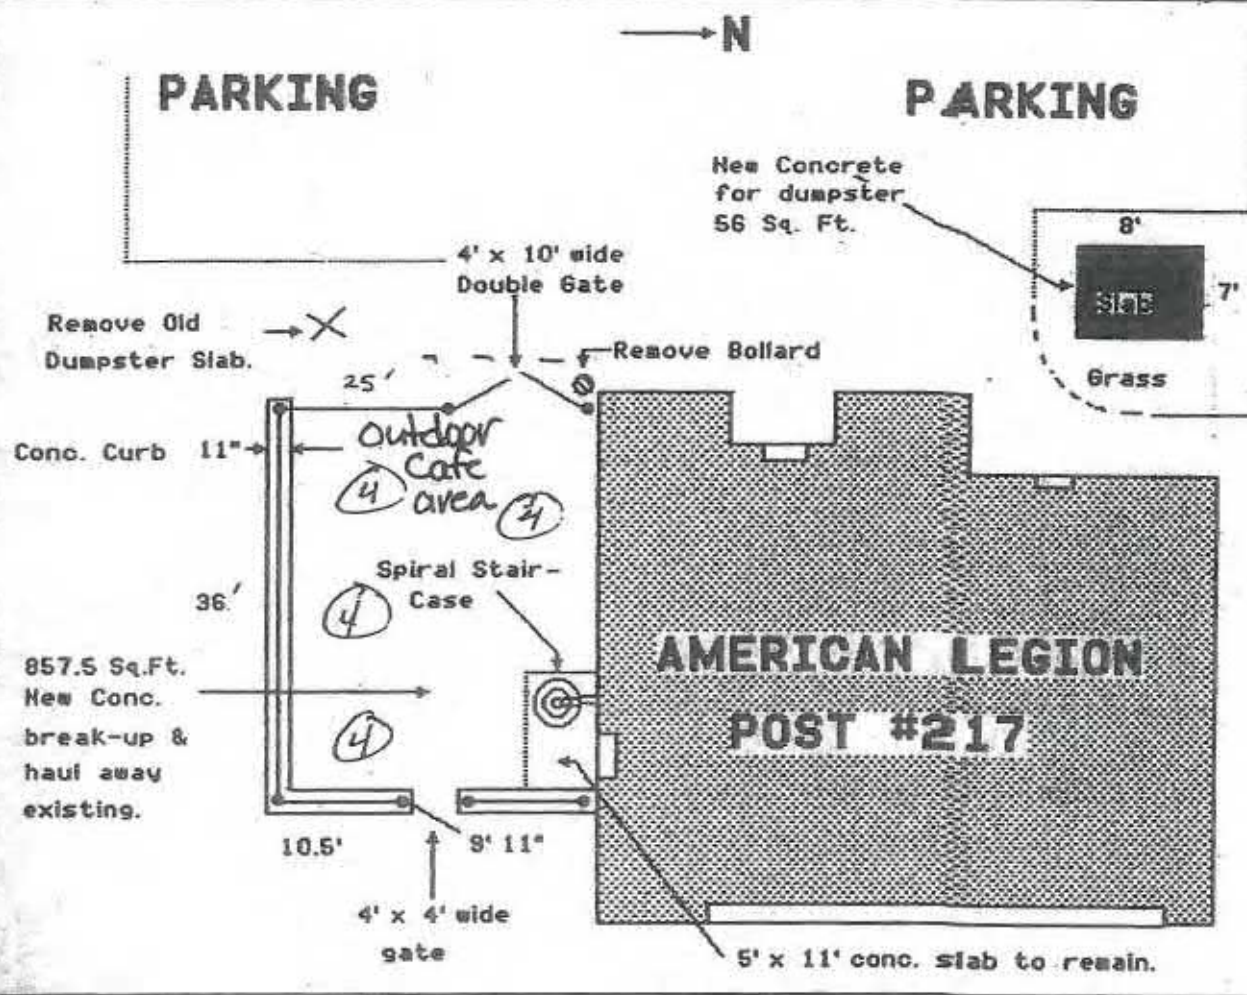 N
PARKING
PARKING
New Concrete
for dumpster
56 Sq. Ft.
8'
Slab
7'
Grass
4' x 10' wide
Double Gate
Remove Old
Dumpster Slab.
Remove Bollard
25'
Conc. Curb 11"
Outdoor
Cafe
area
4
4
Spiral Stair-
Case
36'
4
AMERICAN LEGION
POST #217
857.5 Sq.Ft.
New Conc.
break-up &
haul away
existing.
4
10.5'
9' 11"
4' x 4' wide
gate
5' x 11' conc. slab to remain.